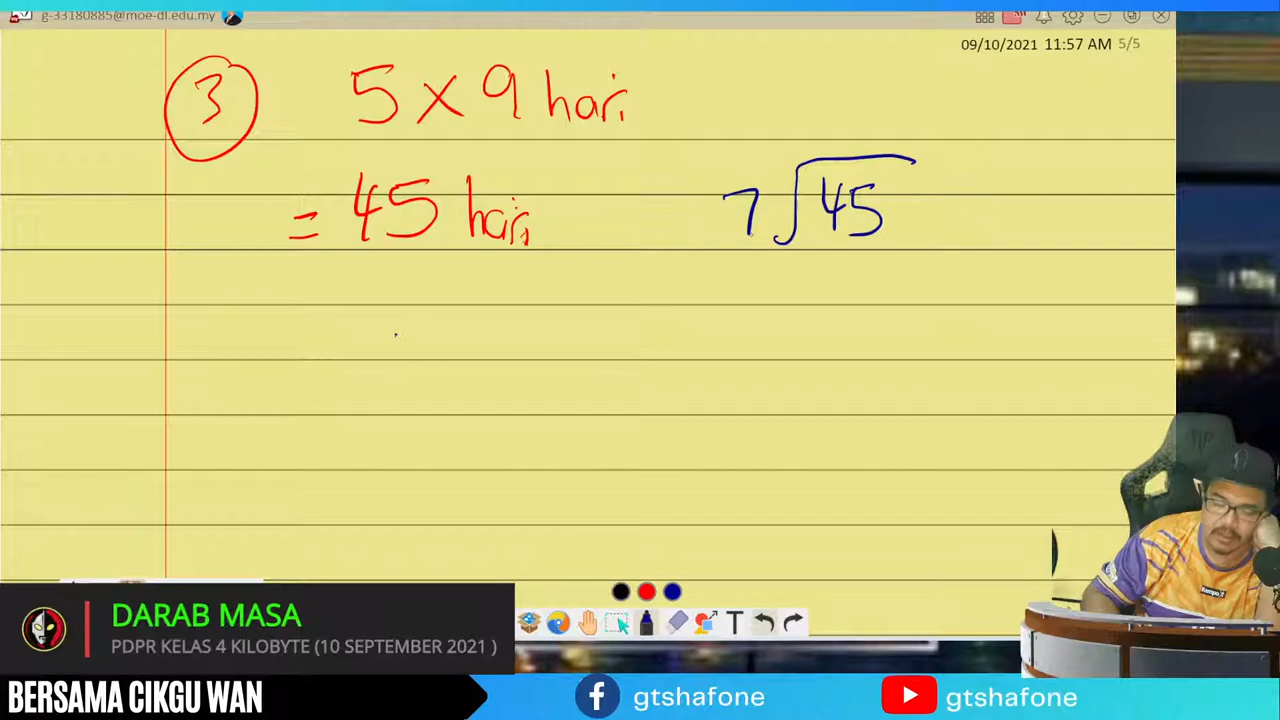 g-33180885@moe-dl.edu.my
09/10/2021 11:57 AM 5/5
3 5 x 9 hari
= 45 hari
7 45
T
DARAB MASA
PDPR KELAS 4 KILOBYTE (10 SEPTEMBER 2021 )
BERSAMA CIKGU WAN
gtshafone
gtshafone